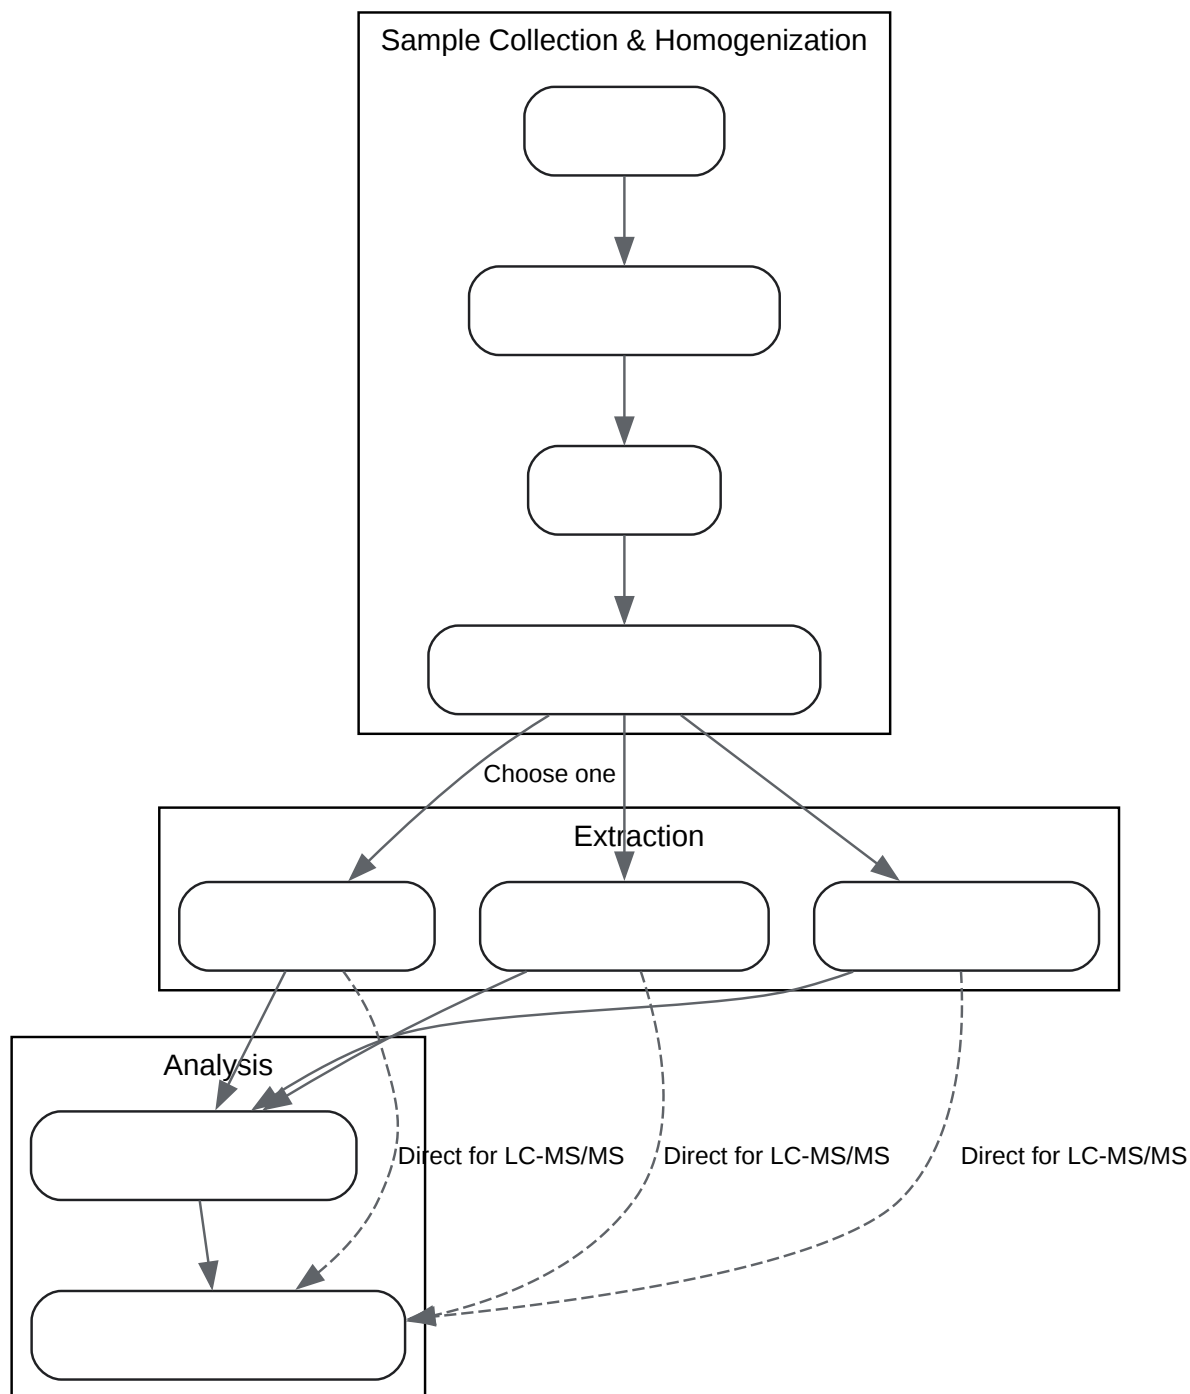 Sample Collection & Homogenization
Choose one
Extraction
Analysis
Direct for LC-MS/MS
Direct for LC-MS/MS
Direct for LC-MS/MS